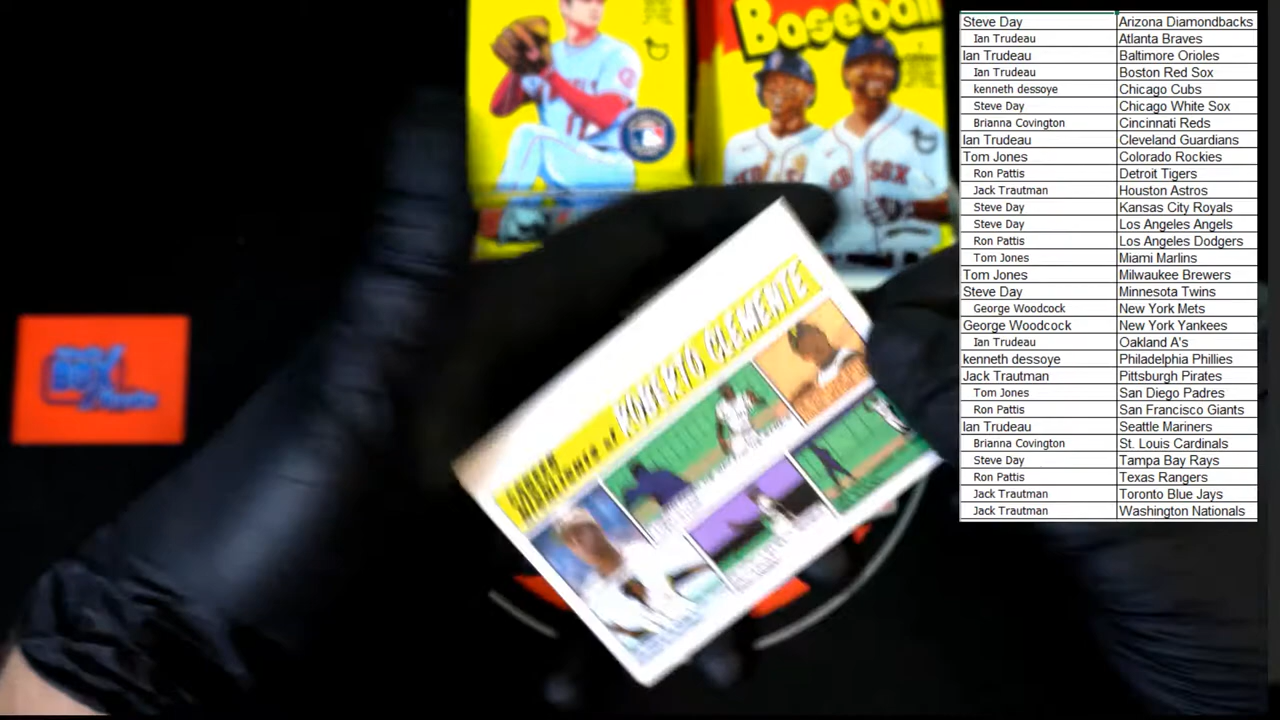 Baseball
ROBERTO CLEMENTE
BOX
Steve Day Arizona Diamondbacks
Ian Trudeau Atlanta Braves
Ian Trudeau Baltimore Orioles
Ian Trudeau Boston Red Sox
kenneth dessoye Chicago Cubs
Steve Day Chicago White Sox
Brianna Covington Cincinnati Reds
Ian Trudeau Cleveland Guardians
Tom Jones Colorado Rockies
Ron Pattis Detroit Tigers
Jack Trautman Houston Astros
Steve Day Kansas City Royals
Steve Day Los Angeles Angels
Ron Pattis Los Angeles Dodgers
Tom Jones Miami Marlins
Tom Jones Milwaukee Brewers
Steve Day Minnesota Twins
George Woodcock New York Mets
George Woodcock New York Yankees
Ian Trudeau Oakland A's
kenneth dessoye Philadelphia Phillies
Jack Trautman Pittsburgh Pirates
Tom Jones San Diego Padres
Ron Pattis San Francisco Giants
Ian Trudeau Seattle Mariners
Brianna Covington St. Louis Cardinals
Steve Day Tampa Bay Rays
Ron Pattis Texas Rangers
Jack Trautman Toronto Blue Jays
Jack Trautman Washington Nationals